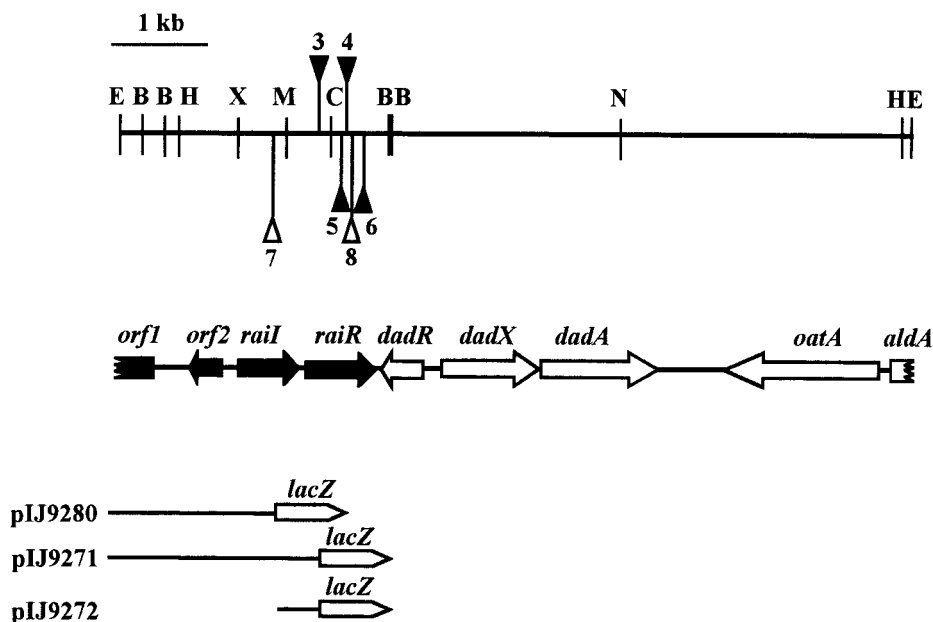 1 kb
3 4
E B B H X M C BB N HE
5 6
7 8
orf1 orf2 raiI raiR dadR dadX dadA oatA aldA
lacZ
pIJ9280
lacZ
pIJ9271
lacZ
pIJ9272